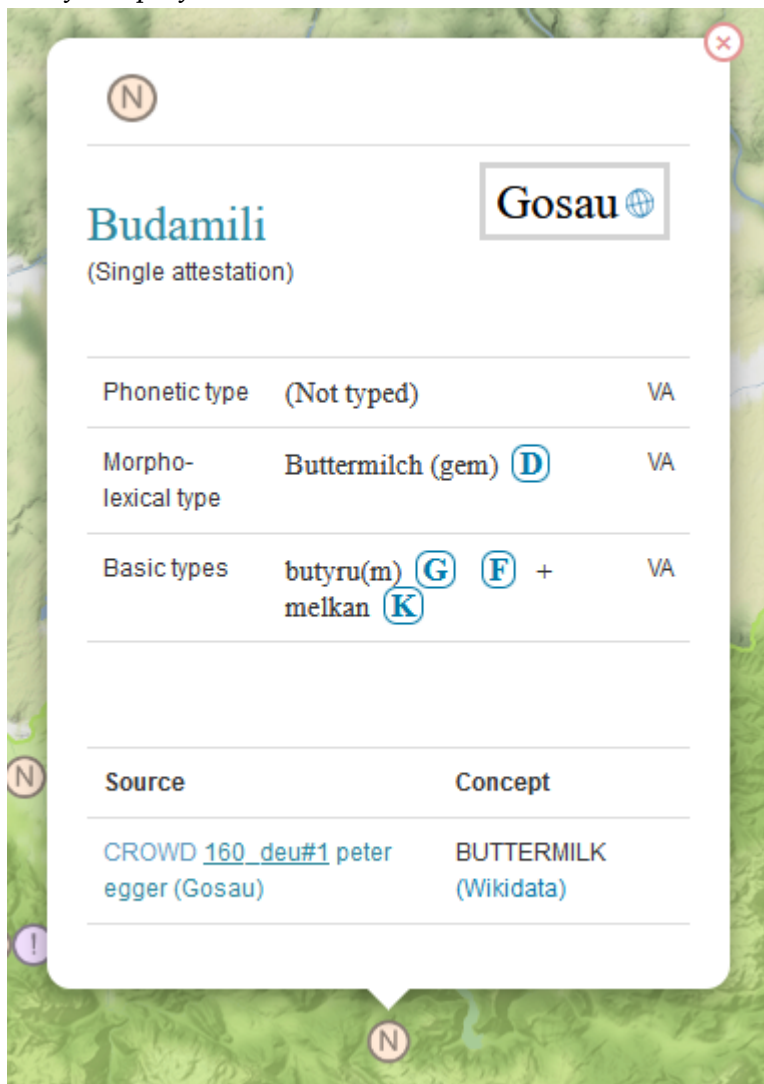 N
Gosau
Budamili
(Single attestation)
Phonetic type (Not typed) VA
Morpho-
lexical type Buttermilch (gem) D VA
Basic types butyru(m) G F + VA
melkan K
Source Concept
CROWD 160_deu#1 peter BUTTERMILK
egger (Gosau) (Wikidata)
N
!
N